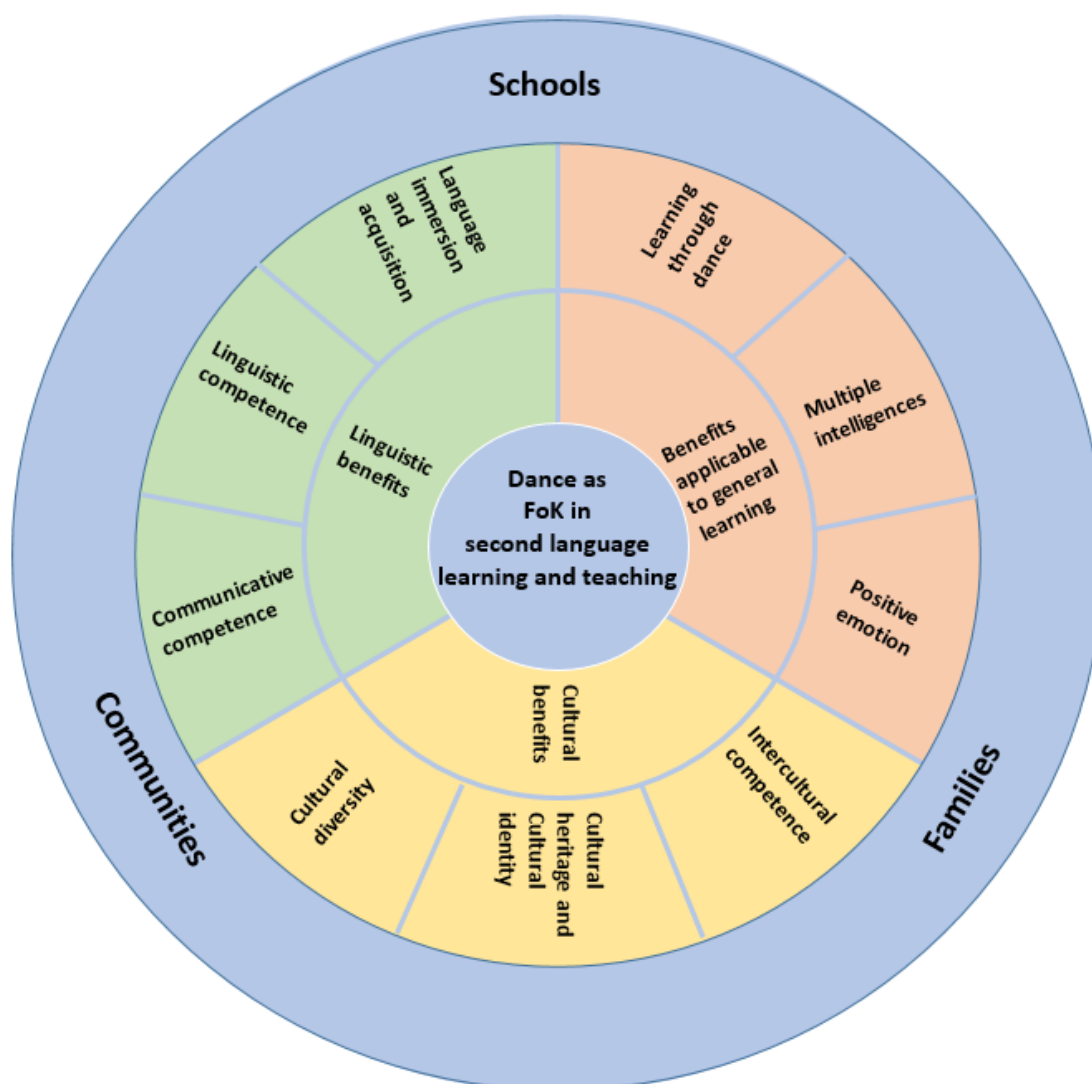 Schools
Language
immersion
and
acquisition
Learning
through
dance
Linguistic
competence
Multiple
intelligences
Linguistic
benefits
Benefits
applicable
to general
learning
Dance as
FoK in
second language
learning and teaching
Communicative
competence
Positive
emotion
Cultural
benefits
Cultural
diversity
Cultural
heritage and
Cultural
identity
Intercultural
competence
Communities
Families